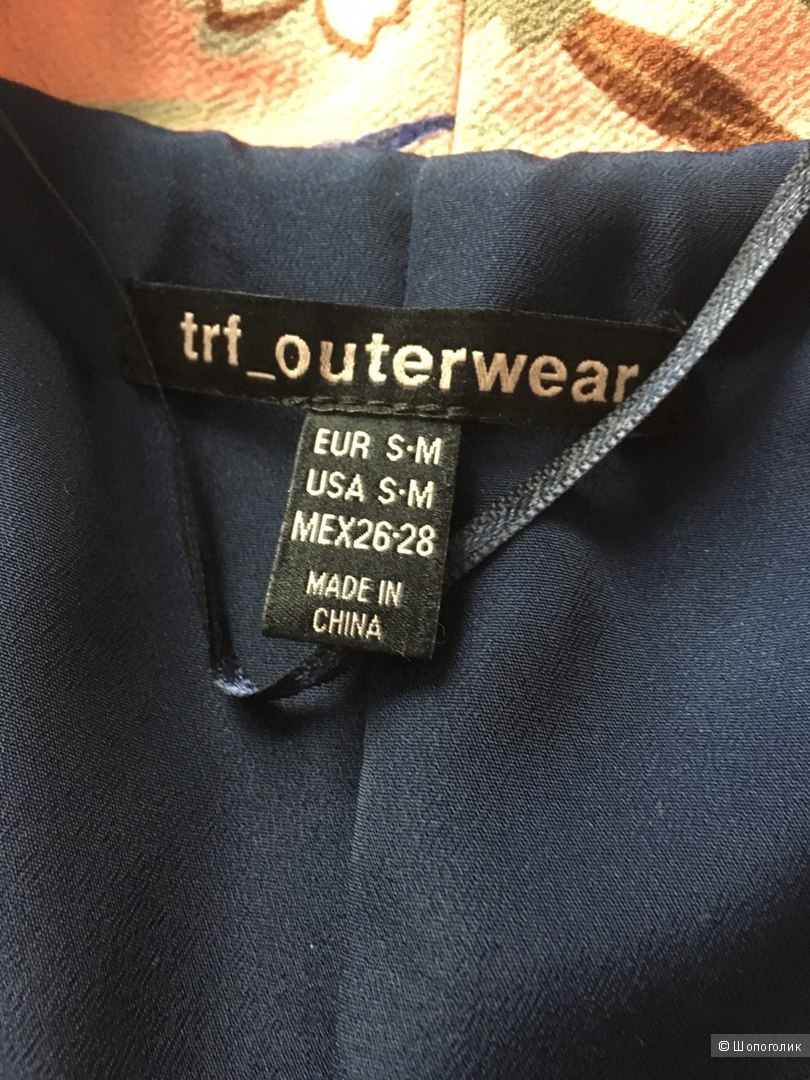 trf_outerwear
EUR S·M
USA S·M
MEX26·28
MADE IN
CHINA
© Шопоголик